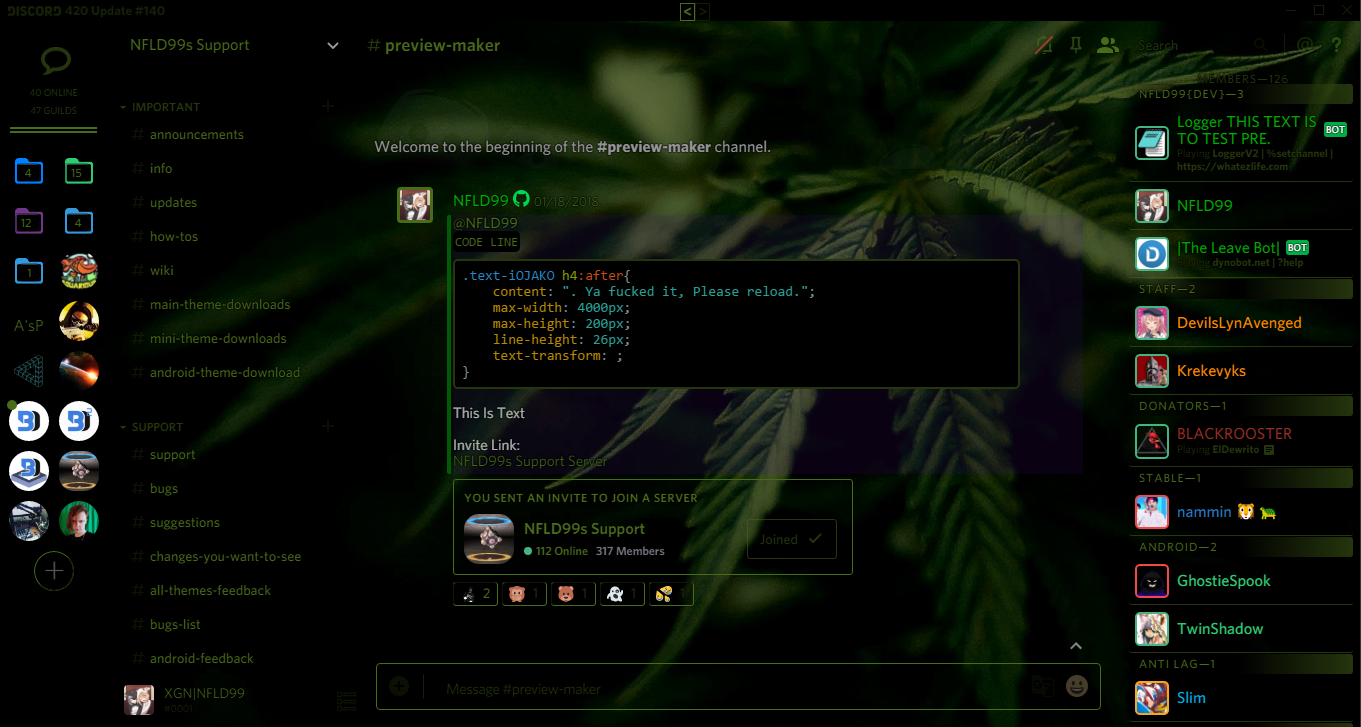 DISCORD 420 Update #140
< >
40 ONLINE
47 GUILDS
4
15
12
4
1
A'sP
NFLD99s Support
IMPORTANT
# announcements
# info
# updates
# how-tos
# wiki
# main-theme-downloads
# mini-theme-downloads
# android-theme-download
SUPPORT
# support
# bugs
# suggestions
# changes-you-want-to-see
# all-themes-feedback
# bugs-list
# android-feedback
XGN|NFLD99
#0001
# preview-maker
Search
Welcome to the beginning of the #preview-maker channel.
NFLD99 01/18/2018
@NFLD99
CODE LINE
.text-iOJAKO h4:after{
content: ". Ya fucked it, Please reload.";
max-width: 4000px;
max-height: 200px;
line-height: 26px;
text-transform: ;
}
This Is Text
Invite Link:
NFLD99s Support Server
YOU SENT AN INVITE TO JOIN A SERVER
NFLD99s Support
112 Online 317 Members
Joined
2 1 1 1 1
Message #preview-maker
MEMBERS—126
NFLD99{DEV}—3
Logger THIS TEXT IS
TO TEST PRE. BOT
Playing LoggerV2 | %setchannel |
https://whatezlife.com
NFLD99
|The Leave Bot| BOT
Playing dynobot.net | ?help
STAFF—2
DevilsLynAvenged
Krekevyks
DONATORS—1
BLACKROOSTER
Playing ElDewrito
STABLE—1
nammin
ANDROID—2
GhostieSpook
TwinShadow
ANTI LAG—1
Slim